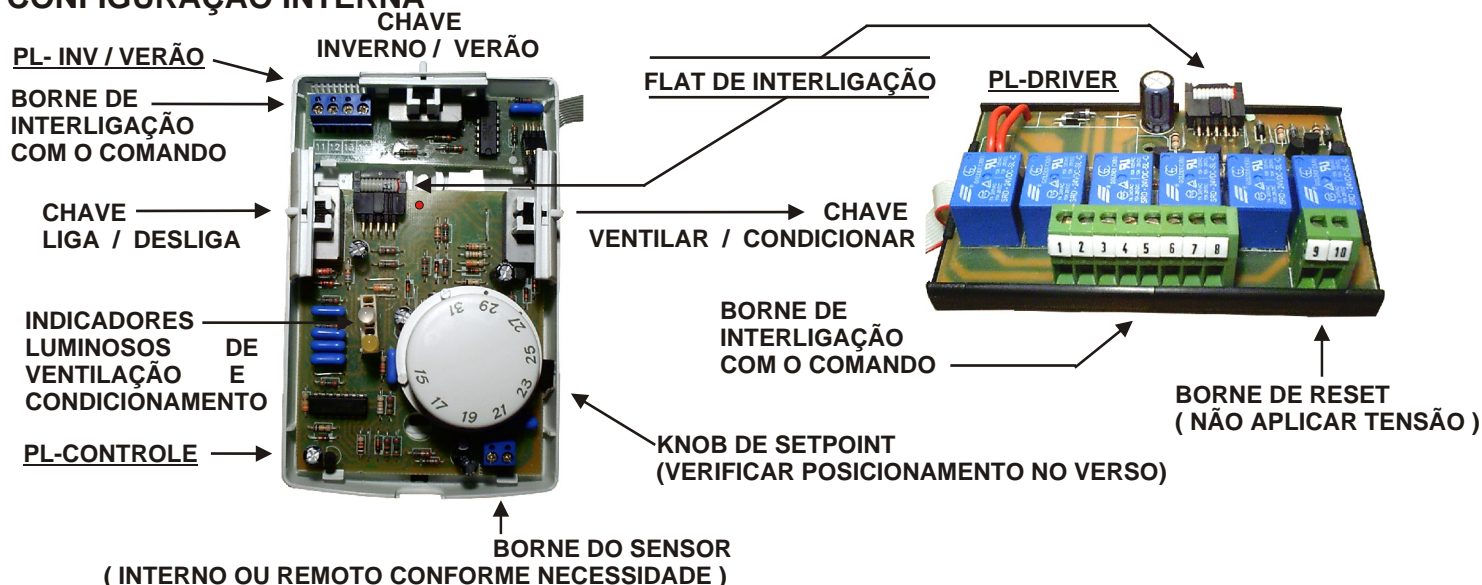 CONFIGURAÇÃO INTERNA
CHAVE
INVERNO / VERÃO
PL- INV / VERÃO
BORNE DE
INTERLIGAÇÃO
COM O COMANDO
FLAT DE INTERLIGAÇÃO
PL-DRIVER
CHAVE
LIGA / DESLIGA
CHAVE
VENTILAR / CONDICIONAR
INDICADORES
LUMINOSOS DE
VENTILAÇÃO E
CONDICIONAMENTO
PL-CONTROLE
11 12 13
31 29 27 25 23 21 19 17 15
1 2 3 4 5 6 7 8
9 10
BORNE DE
INTERLIGAÇÃO
COM O COMANDO
BORNE DE RESET
( NÃO APLICAR TENSÃO )
KNOB DE SETPOINT
(VERIFICAR POSICIONAMENTO NO VERSO)
BORNE DO SENSOR
( INTERNO OU REMOTO CONFORME NECESSIDADE )